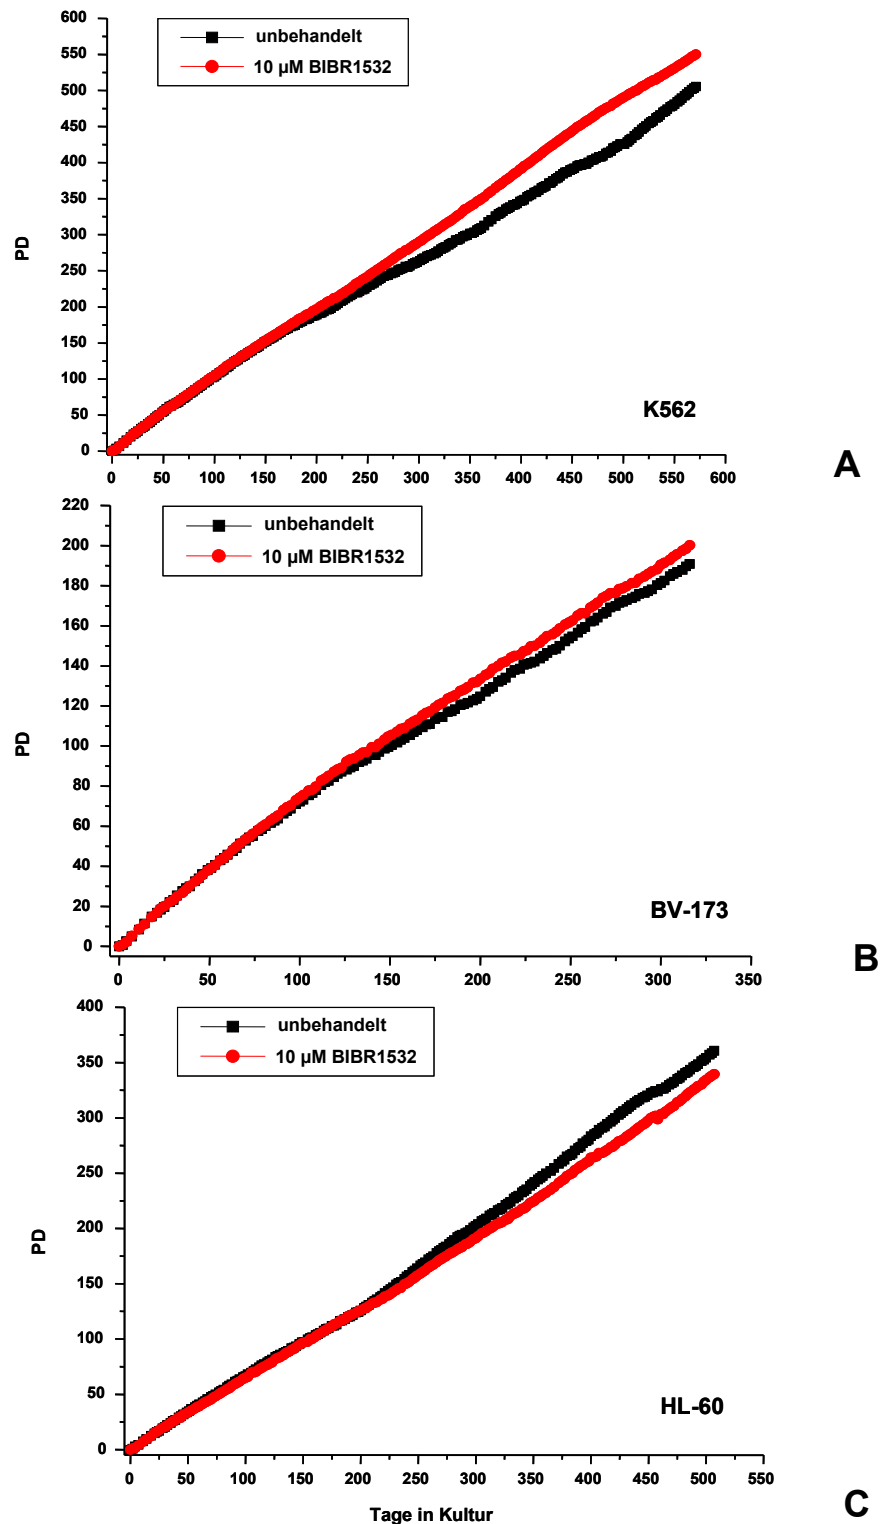 600
550
500
450
400
350
300
250
200
150
100
50
0
PD
unbehandelt
10 µM BIBR1532
K562
0 50 100 150 200 250 300 350 400 450 500 550 600
A
220
200
180
160
140
120
100
80
60
40
20
0
PD
unbehandelt
10 µM BIBR1532
BV-173
0 50 100 150 200 250 300 350
B
400
350
300
250
200
150
100
50
0
PD
unbehandelt
10 µM BIBR1532
HL-60
0 50 100 150 200 250 300 350 400 450 500 550
Tage in Kultur
C